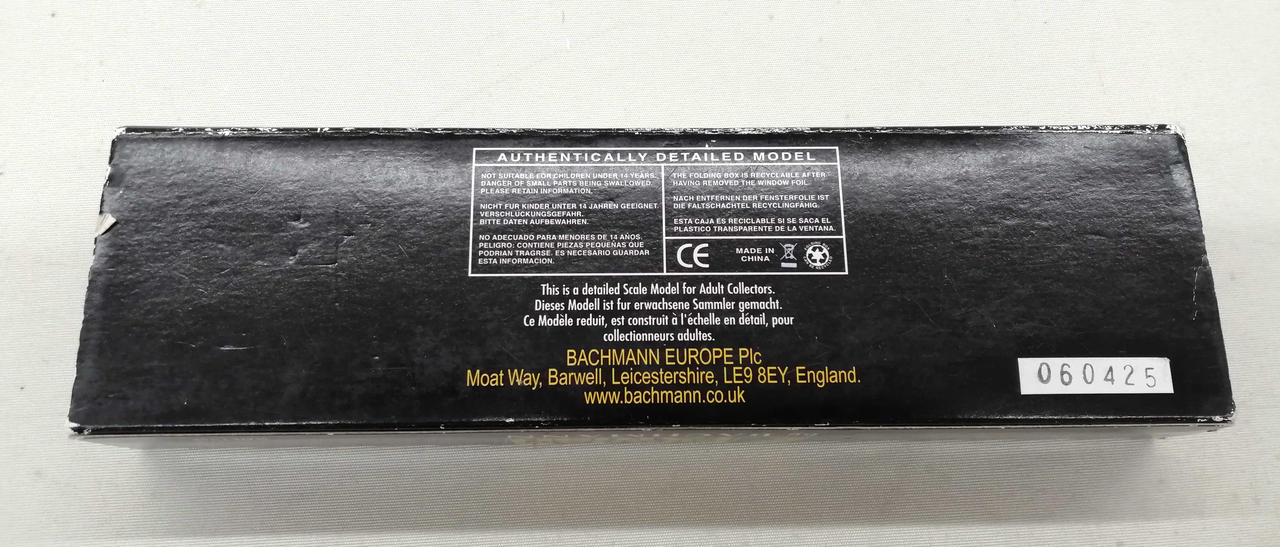 AUTHENTICALLY DETAILED MODEL
NOT SUITABLE FOR CHILDREN UNDER 14 YEARS.
DANGER OF SMALL PARTS BEING SWALLOWED.
PLEASE RETAIN INFORMATION.
NICHT FUR KINDER UNTER 14 JAHREN GEEIGNET
VERSCHLUCKUNGSGEFAHR.
BITTE DATEN AUFBEWAHREN.
NO ADECUADO PARA MENORES DE 14 AÑOS.
PELIGRO: CONTIENE PIEZAS PEQUEÑAS QUE
PODRIAN TRAGRSE. ES NECESARIO GUARDAR
ESTA INFORMACION.
THE FOLDING BOX IS RECYCLABLE AFTER
HAVING REMOVED THE WINDOW FOIL.
NACH ENTFERNEN DER FENSTERFOLIE IST
DIE FALTSCHACHTEL RECYCLINGFÄHIG.
ESTA CAJA ES RECICLABLE SI SE SACA EL
PLASTICO TRANSPARENTE DE LA VENTANA.
CE
MADE IN
CHINA
This is a detailed Scale Model for Adult Collectors.
Dieses Modell ist fur erwachsene Sammler gemacht.
Ce Modèle reduit, est construit à l'échelle en détail, pour
collectionneurs adultes.
BACHMANN EUROPE Plc
Moat Way, Barwell, Leicestershire, LE9 8EY, England.
www.bachmann.co.uk
060425